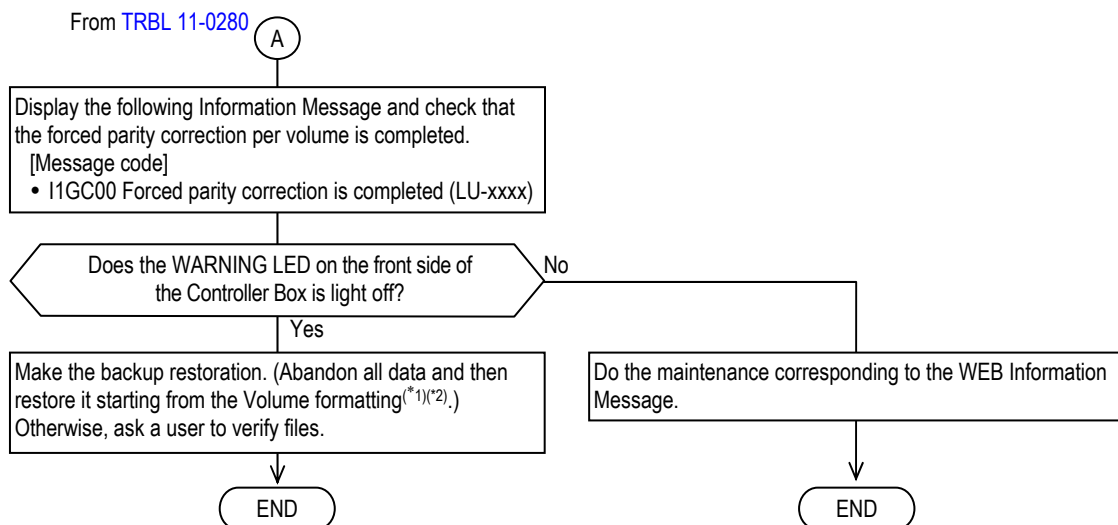 From TRBL 11-0280
A
Display the following Information Message and check that
the forced parity correction per volume is completed.
[Message code]
• I1GC00 Forced parity correction is completed (LU-xxxx)
Does the WARNING LED on the front side of
the Controller Box is light off?
No
Yes
Make the backup restoration. (Abandon all data and then
restore it starting from the Volume formatting(*1)(*2).)
Otherwise, ask a user to verify files.
Do the maintenance corresponding to the WEB Information
Message.
END
END